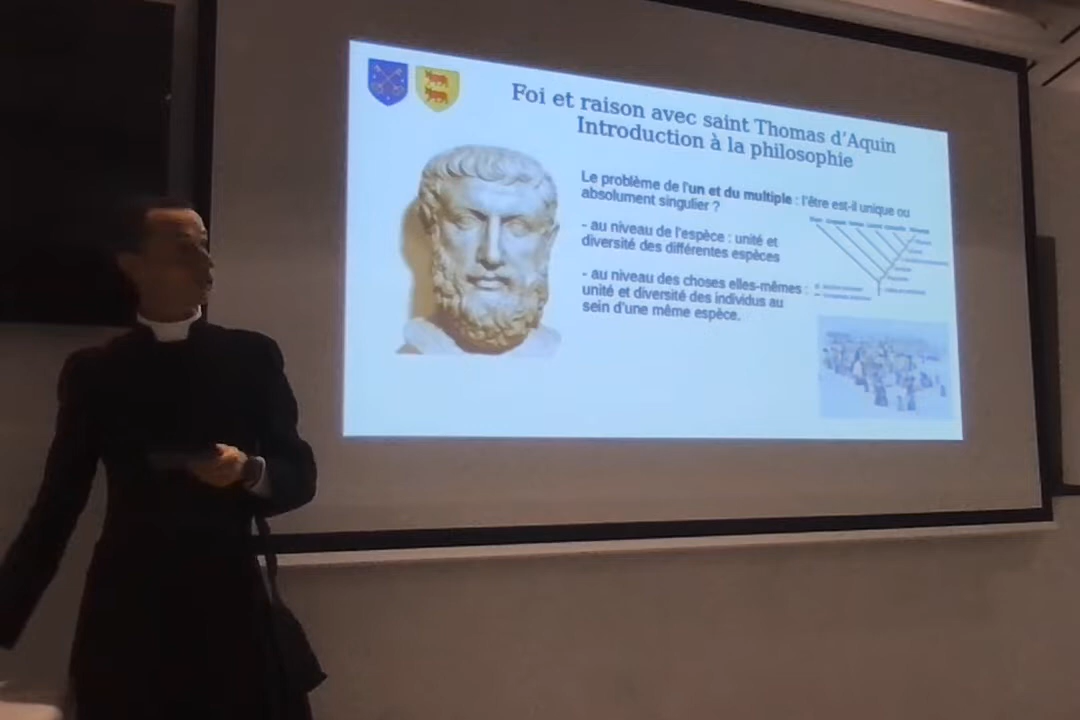 Foi et raison avec saint Thomas d’Aquin
Introduction à la philosophie
Le problème de l'un et du multiple : l'être est-il unique ou
absolument singulier ?
- au niveau de l'espèce : unité et
diversité des différentes espèces
- au niveau des choses elles-mêmes :
unité et diversité des individus au
sein d'une même espèce.